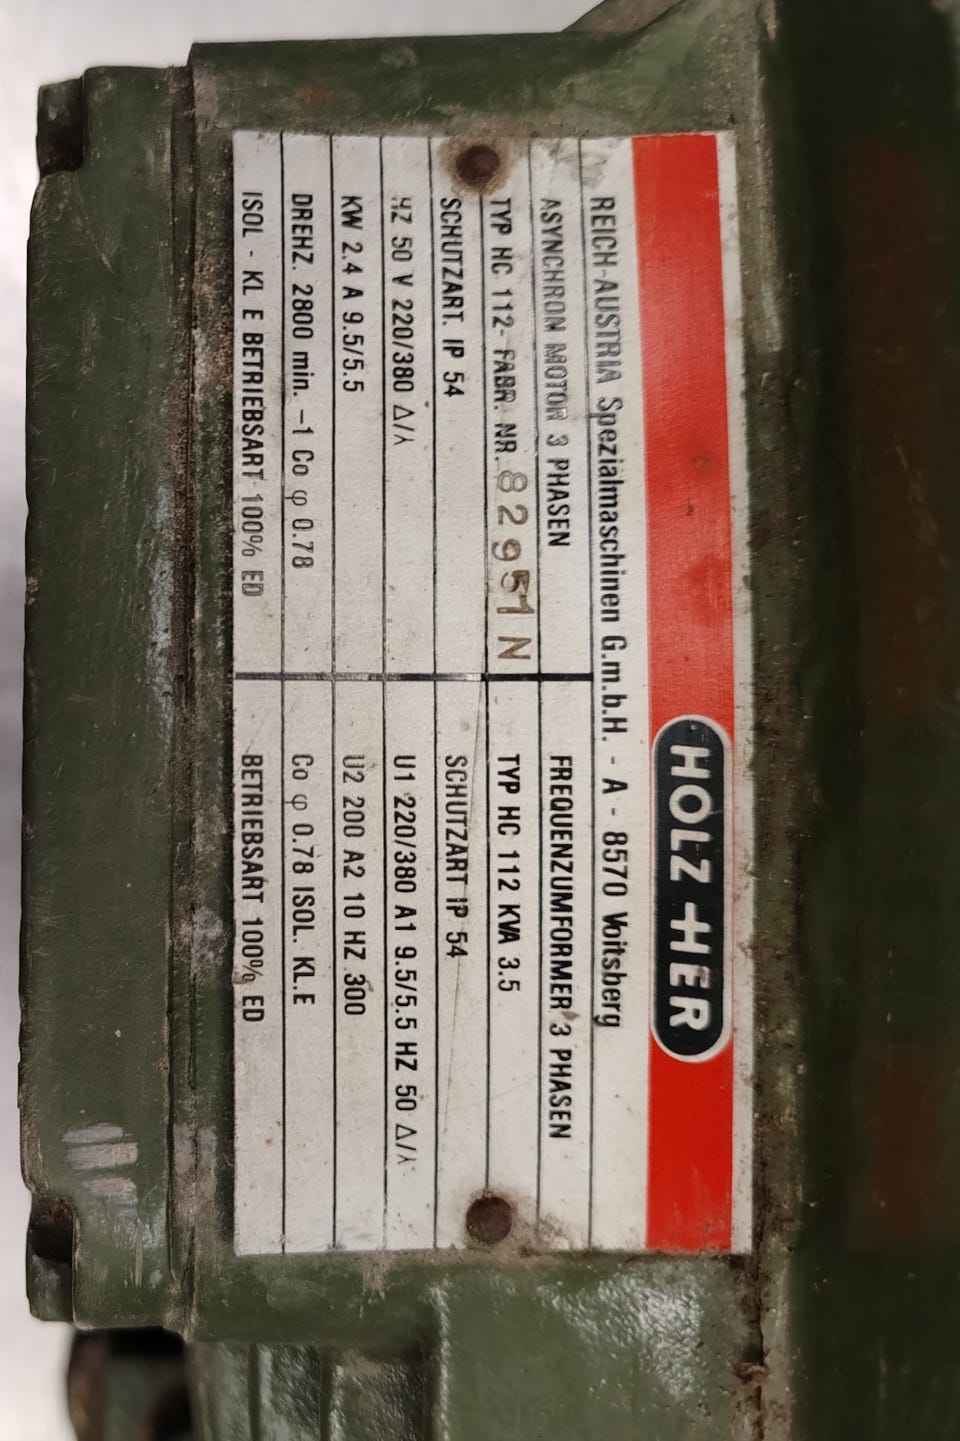 HOLZ-HER
REICH-AUSTRIA Spezialmaschinen G.m.b.H. - A - 8570 Voitsberg
ASYNCHRON MOTOR 3 PHASEN
FREQUENZUMFORMER 3 PHASEN
TYP HC 112- FABR. NR. 82951 N
TYP HC 112 KVA 3.5
SCHUTZART. IP 54
SCHUTZART IP 54
HZ 50 V 220/380 Δ/⅄
U1 220/380 A1 9.5/5.5 HZ 50 Δ/⅄
KW 2.4 A 9.5/5.5
U2 200 A2 10 HZ 300
DREHZ. 2800 min. -1 Co φ 0.78
Co φ 0.78 ISOL. KL.E
ISOL - KL E BETRIEBSART 100% ED
BETRIEBSART 100% ED